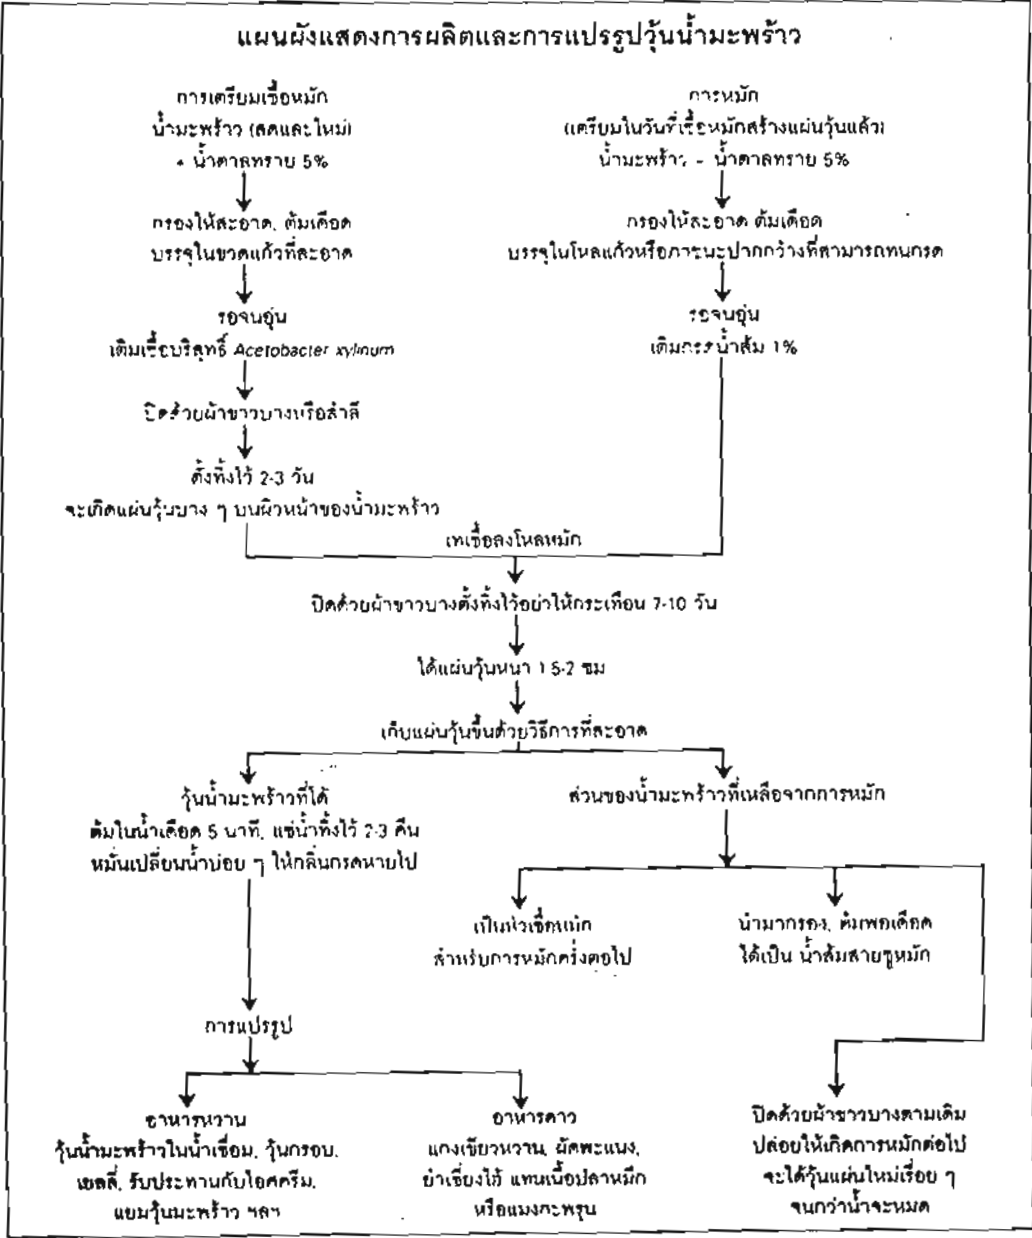 แผนผังแสดงการผลิตและการแปรรูปวุ้นน้ำมะพร้าว
การเตรียมเชื้อหมัก
น้ำมะพร้าว (สดและใหม่)
+ น้ำตาลทราย 5%
กรองให้สะอาด, ต้มเดือด
บรรจุในขวดแก้วที่สะอาด
รอจนอุ่น
เติมเชื้อบริสุทธิ์ Acetobacter xylinum
ปิดด้วยผ้าขาวบางหรือสำลี
ตั้งทิ้งไว้ 2-3 วัน
จะเกิดแผ่นวุ้นบาง ๆ บนผิวหน้าของน้ำมะพร้าว
การหมัก
(เตรียมในวันที่เชื้อหมักสร้างแผ่นวุ้นแล้ว)
น้ำมะพร้าว - น้ำตาลทราย 5%
กรองให้สะอาด ต้มเดือด
บรรจุในโหลแก้วหรือภาชนะปากกว้างที่สามารถทนกรด
รอจนอุ่น
เติมกรดน้ำส้ม 1%
เทเชื้อลงโหลหมัก
ปิดด้วยผ้าขาวบางตั้งทิ้งไว้อย่าให้กระเทือน 7-10 วัน
ได้แผ่นวุ้นหนา 1 5-2 ซม
เก็บแผ่นวุ้นขึ้นด้วยวิธีการที่สะอาด
วุ้นน้ำมะพร้าวที่ได้
ต้มในน้ำเดือด 5 นาที, แช่น้ำทิ้งไว้ 2-3 คืน
หมั่นเปลี่ยนน้ำบ่อย ๆ ให้กลิ่นกรดหายไป
ส่วนของน้ำมะพร้าวที่เหลือจากการหมัก
เป็นหัวเชื้อหมัก
สำหรับการหมักครั้งต่อไป
นำมากรอง, ต้มพอเดือด
ได้เป็น น้ำส้มสายชูหมัก
การแปรรูป
อาหารหวาน
วุ้นน้ำมะพร้าวในน้ำเชื่อม, วุ้นกรอบ,
เยลลี่, รับประทานกับไอศครีม,
แยมวุ้นมะพร้าว ฯลฯ
อาหารคาว
แกงเขียวหวาน, ผัดพะแนง,
ยำเซี่ยงไฮ้ แทนเนื้อปลาหมึก
หรือแมงกะพรุน
ปิดด้วยผ้าขาวบางตามเดิม
ปล่อยให้เกิดการหมักต่อไป
จะได้วุ้นแผ่นใหม่เรื่อย ๆ
จนกว่าน้ำจะหมด